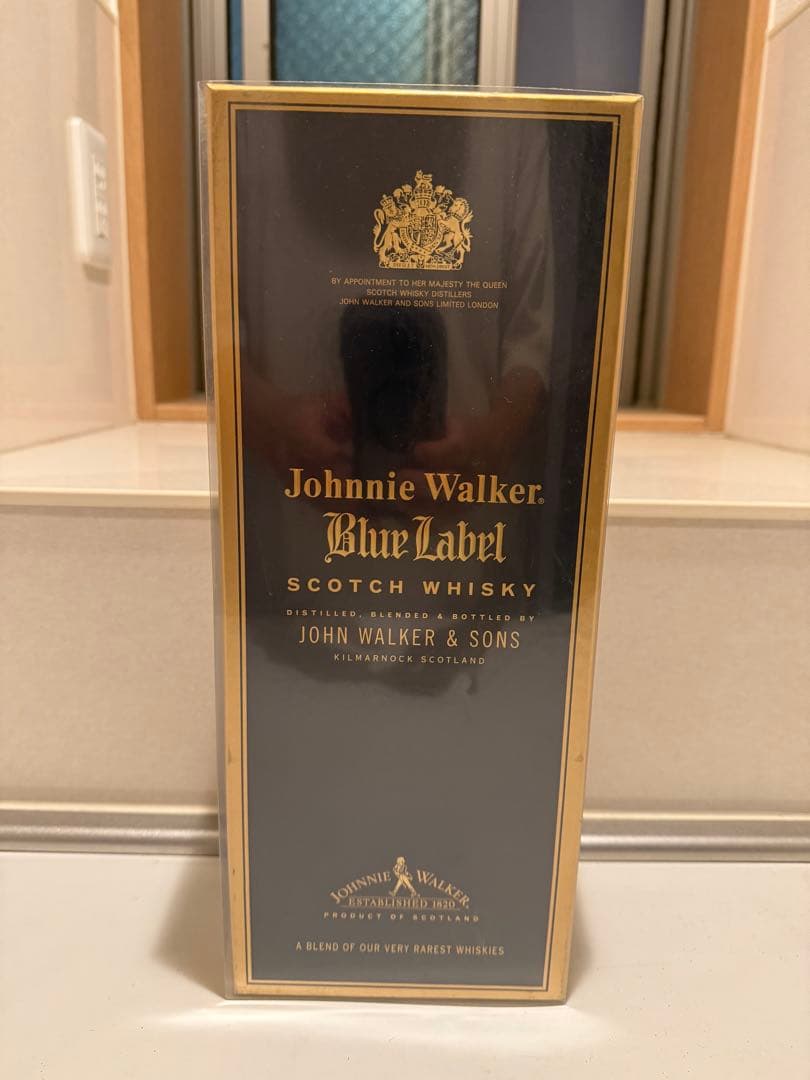 BY APPOINTMENT TO HER MAJESTY THE QUEEN
SCOTCH WHISKY DISTILLERS
JOHN WALKER AND SONS LIMITED LONDON
Johnnie Walker®
Blue Label
SCOTCH WHISKY
DISTILLED, BLENDED & BOTTLED BY
JOHN WALKER & SONS
KILMARNOCK SCOTLAND
JOHNNIE WALKER
ESTABLISHED 1820
PRODUCT OF SCOTLAND
A BLEND OF OUR VERY RAREST WHISKIES